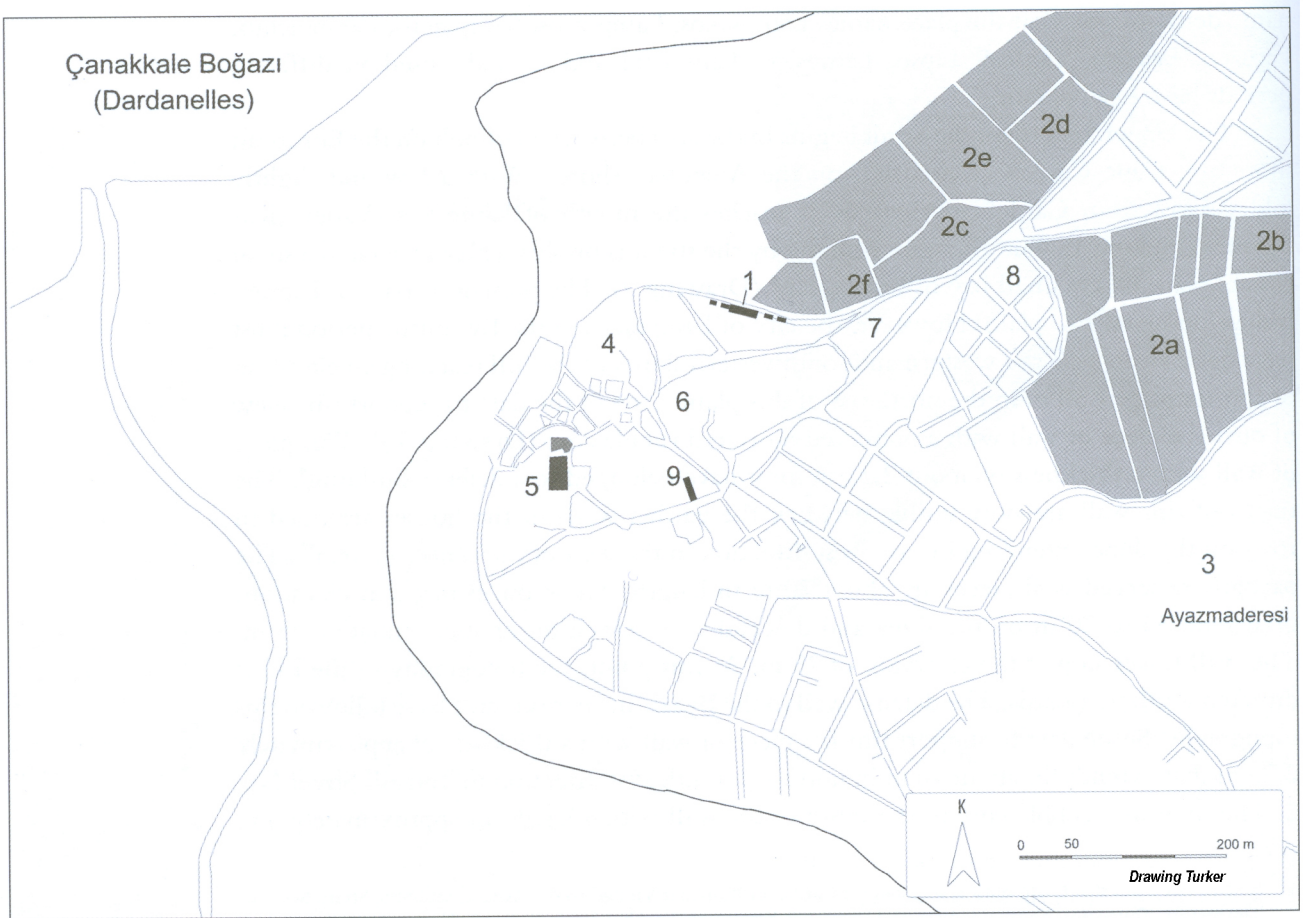 Çanakkale Boğazı
(Dardanelles)
2d
2e
2c
2b
1
2f
8
7
4
2a
6
9
5
3
Ayazmaderesi
K
0 50 200 m
Drawing Turker